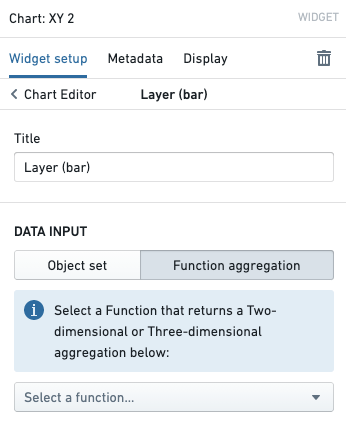 Chart: XY 2 WIDGET
Widget setup Metadata Display
Chart Editor Layer (bar)
Title
Layer (bar)
DATA INPUT
Object set Function aggregation
Select a Function that returns a Two-
dimensional or Three-dimensional
aggregation below:
Select a function...